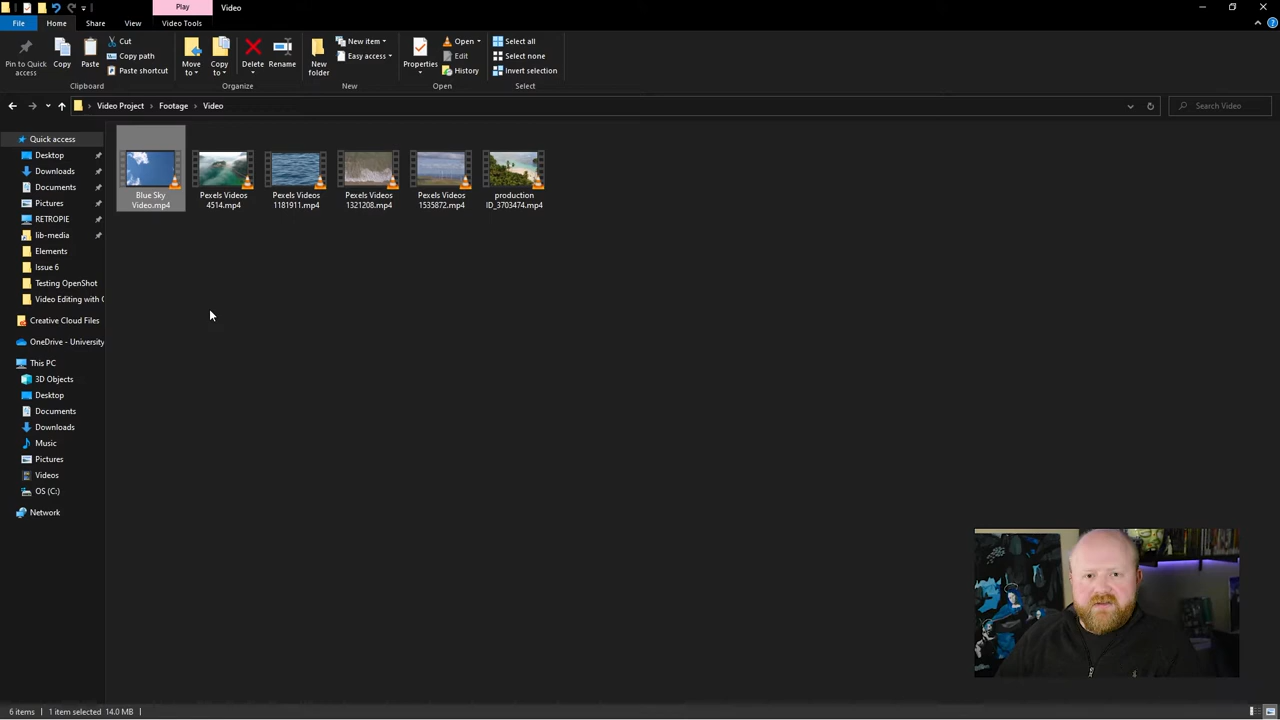 Play
Video
File
Home
Share
View
Video Tools
Pin to Quick
access
Copy
Paste
Cut
Copy path
Paste shortcut
Clipboard
Move
to
Copy
to
Delete
Rename
Organize
New
folder
New item
Easy access
New
Properties
Open
Edit
History
Open
Select all
Select none
Invert selection
Select
Video Project
Footage
Video
Search Video
Quick access
Desktop
Downloads
Documents
Pictures
RETROPIE
lib-media
Elements
Issue 6
Testing OpenShot
Video Editing with
Creative Cloud Files
OneDrive - University
This PC
3D Objects
Desktop
Documents
Downloads
Music
Pictures
Videos
OS (C:)
Network
Blue Sky
Video.mp4
Pexels Videos
4514.mp4
Pexels Videos
1181911.mp4
Pexels Videos
1321208.mp4
Pexels Videos
1535872.mp4
production
ID_3703474.mp4
6 items
1 item selected 14.0 MB